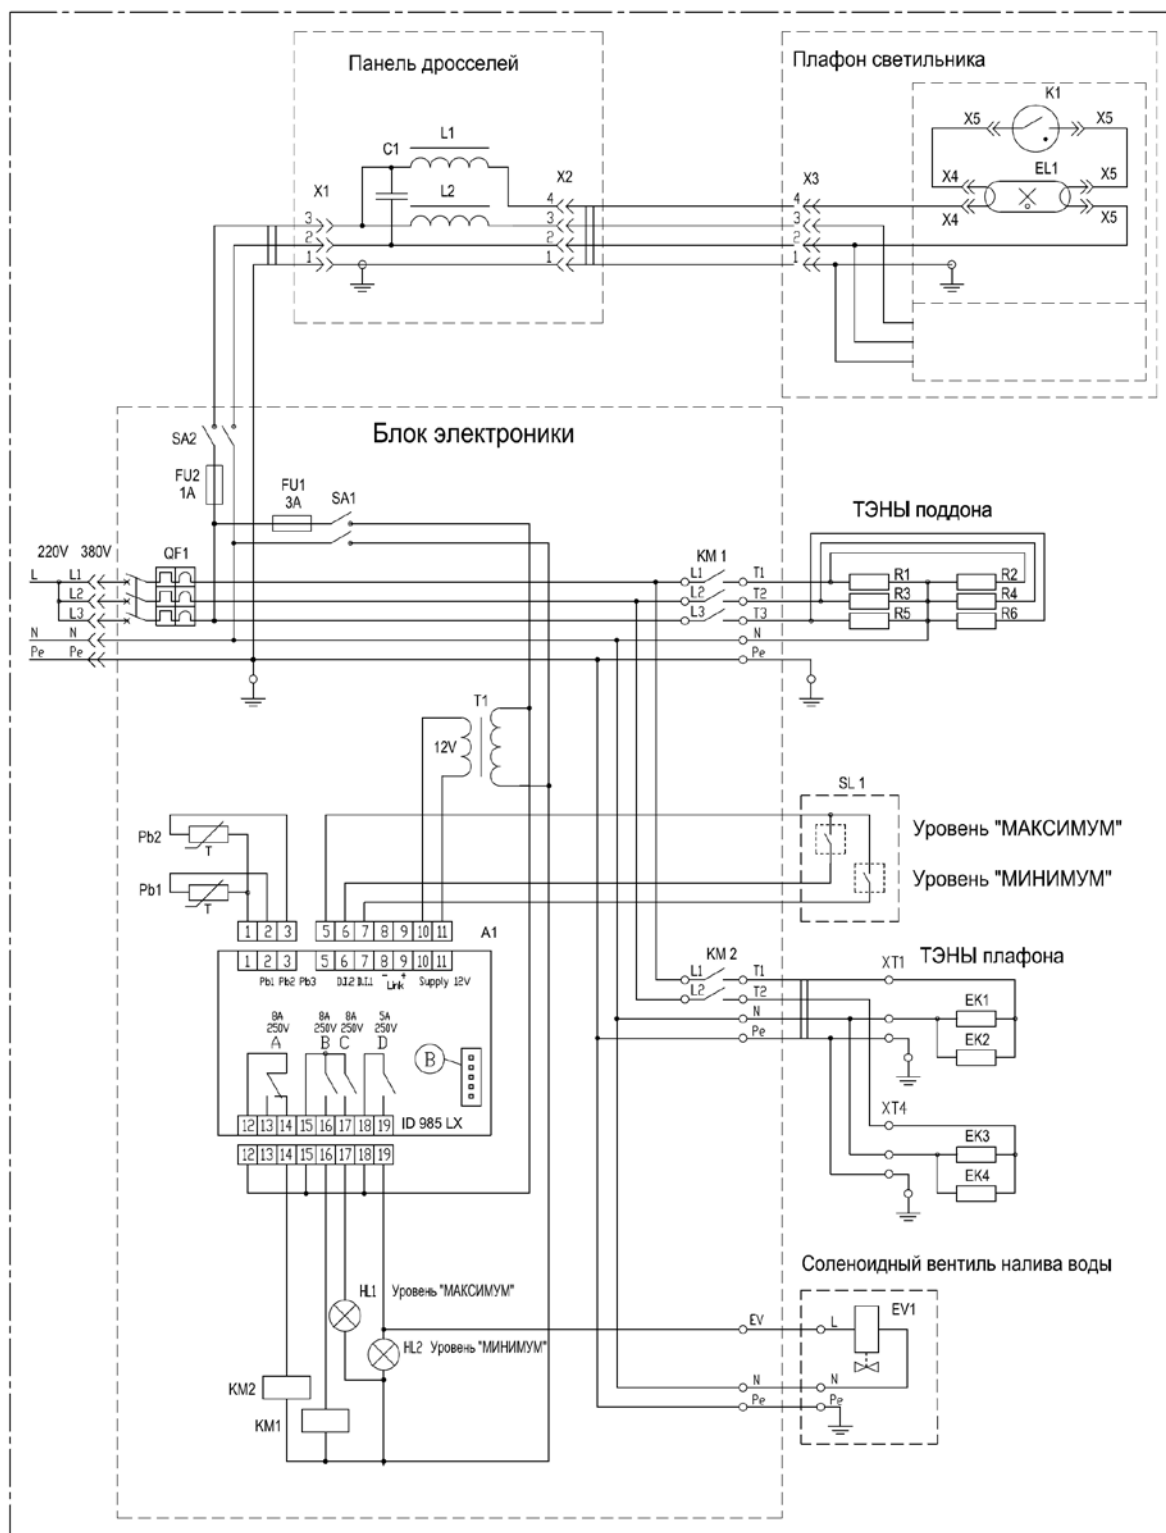 Панель дросселей
Плафон светильника
K1
X5 X5
L1
C1
EL1
X1 L2 X2 X3 X4 X5
4 4
X4 X5
3 3 3
2 2 2
1 1 1
SA2
Блок электроники
FU2
1A
FU1
3A
SA1
ТЭНЫ поддона
220V 380V QF1 KM 1
L L1 L1 T1 R1 R2
L2 L2 T2 R3 R4
L3 L3 T3 R5 R6
N N N
Pe Pe Pe
T1
12V
SL 1
Pb2
T
Уровень "МАКСИМУМ"
Pb1
T
Уровень "МИНИМУМ"
1 2 3 5 6 7 8 9 10 11 A1
1 2 3 5 6 7 8 9 10 11
Pb1 Pb2 Pb3 D.I.2 D.I.1 - Link + Supply 12V
KM 2 ТЭНЫ плафона
L1 T1 XT1
L2 T2
N EK1
Pe EK2
8A 8A 8A 5A
250V 250V 250V 250V
A B C D
B
XT4
12 13 14 15 16 17 18 19 ID 985 LX
EK3
12 13 14 15 16 17 18 19
EK4
Соленоидный вентиль налива воды
HL1 Уровень "МАКСИМУМ"
EV L EV1
HL2 Уровень "МИНИМУМ"
KM2
N N
Pe Pe
KM1